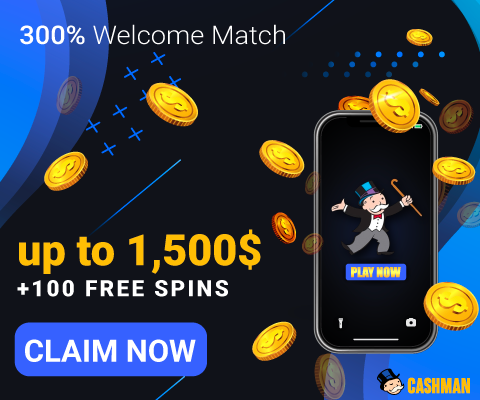 300% Welcome Match
up to 1,500$
+100 FREE SPINS
CLAIM NOW
PLAY NOW
CASHMAN